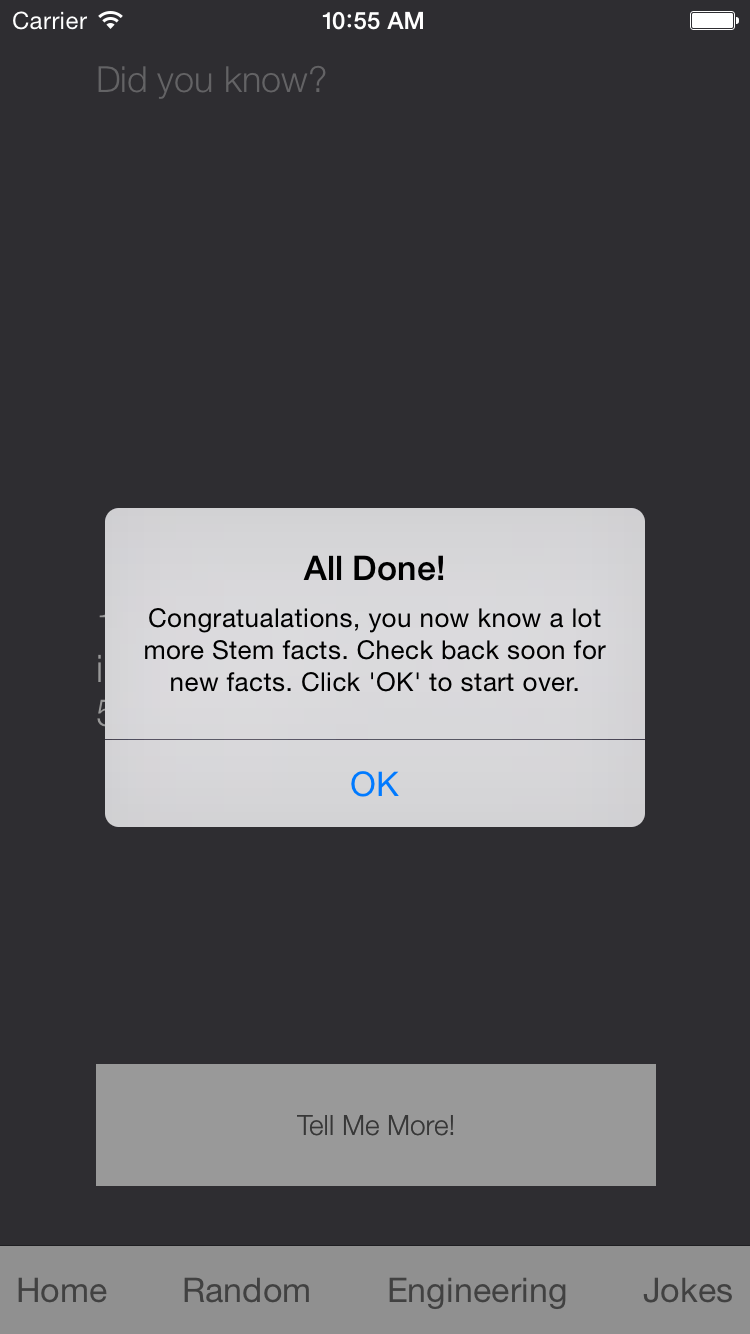 Carrier 10:55 AM
Did you know?
All Done!
Congratualations, you now know a lot
more Stem facts. Check back soon for
new facts. Click 'OK' to start over.
OK
Tell Me More!
Home Random Engineering Jokes